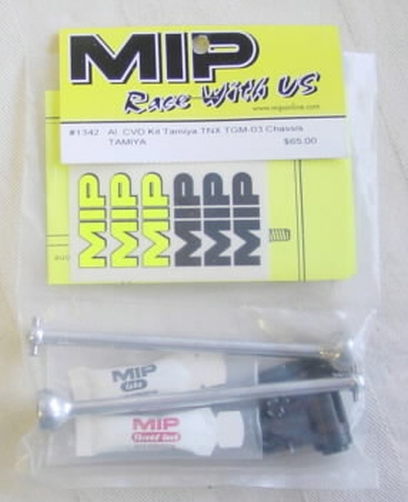 MIP
Race With US
www.miponline.com
#1342 Al. CVD Kit Tamiya TNX TGM-03 Chassis
TAMIYA $65.00
MIP MIP MIP MIP MIP MIP
MIP
Lube
MIP
Thread Lock